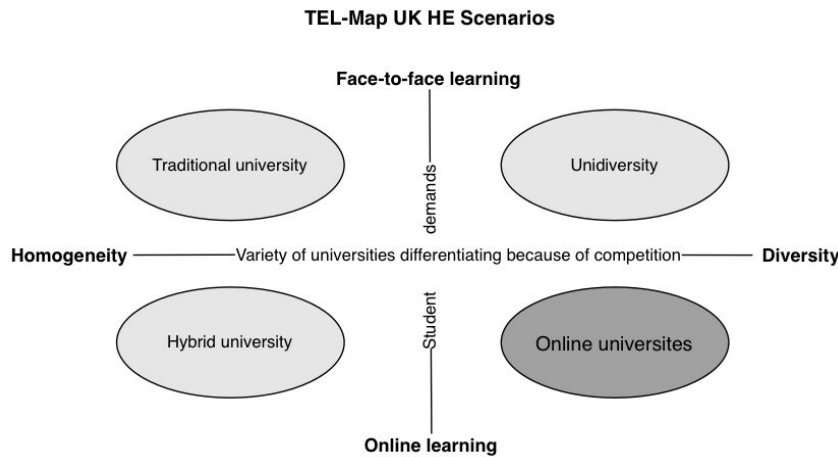 TEL-Map UK HE Scenarios
Face-to-face learning
Traditional university
Unidiversity
demands
Homogeneity
Variety of universities differentiating because of competition
Diversity
Student
Hybrid university
Online universites
Online learning